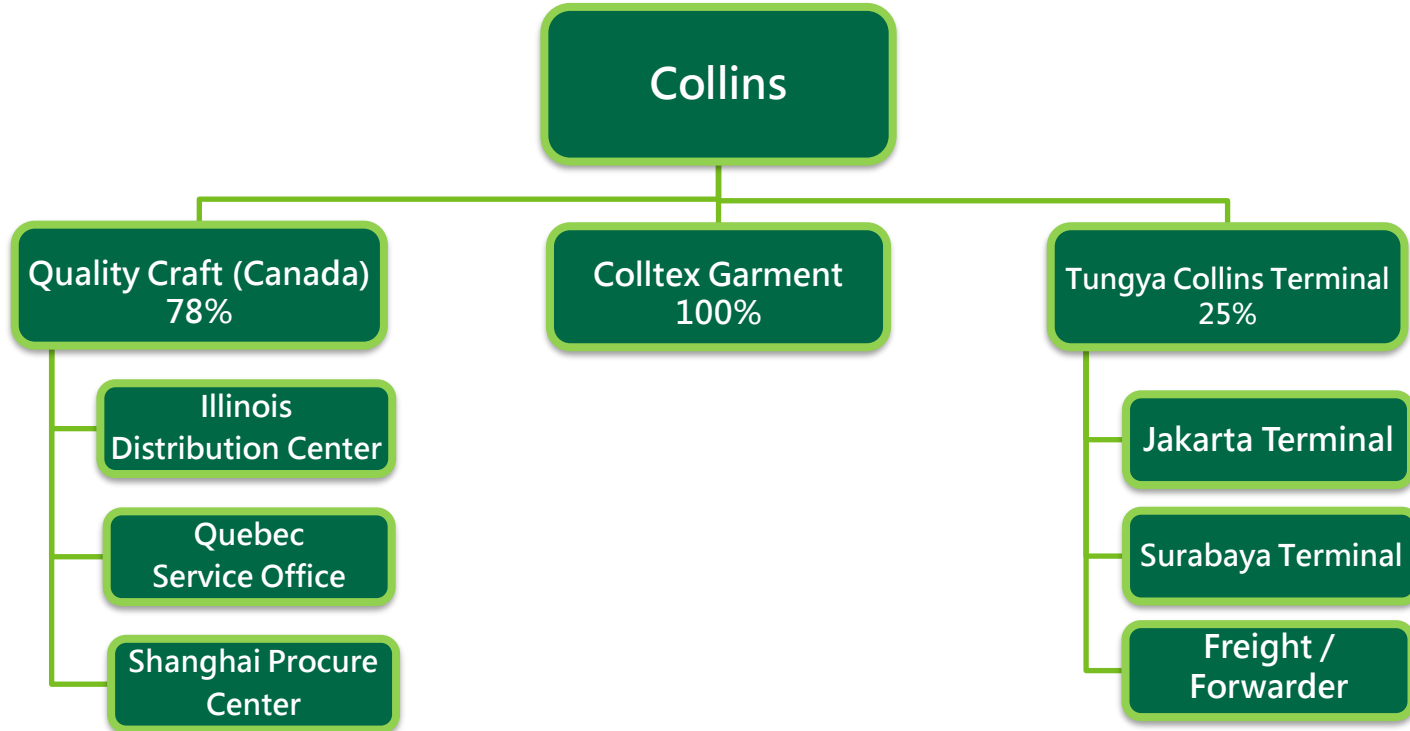 Collins
Quality Craft (Canada)
78%
Illinois
Distribution Center
Quebec
Service Office
Shanghai Procure
Center
Colltex Garment
100%
Tungya Collins Terminal
25%
Jakarta Terminal
Surabaya Terminal
Freight /
Forwarder